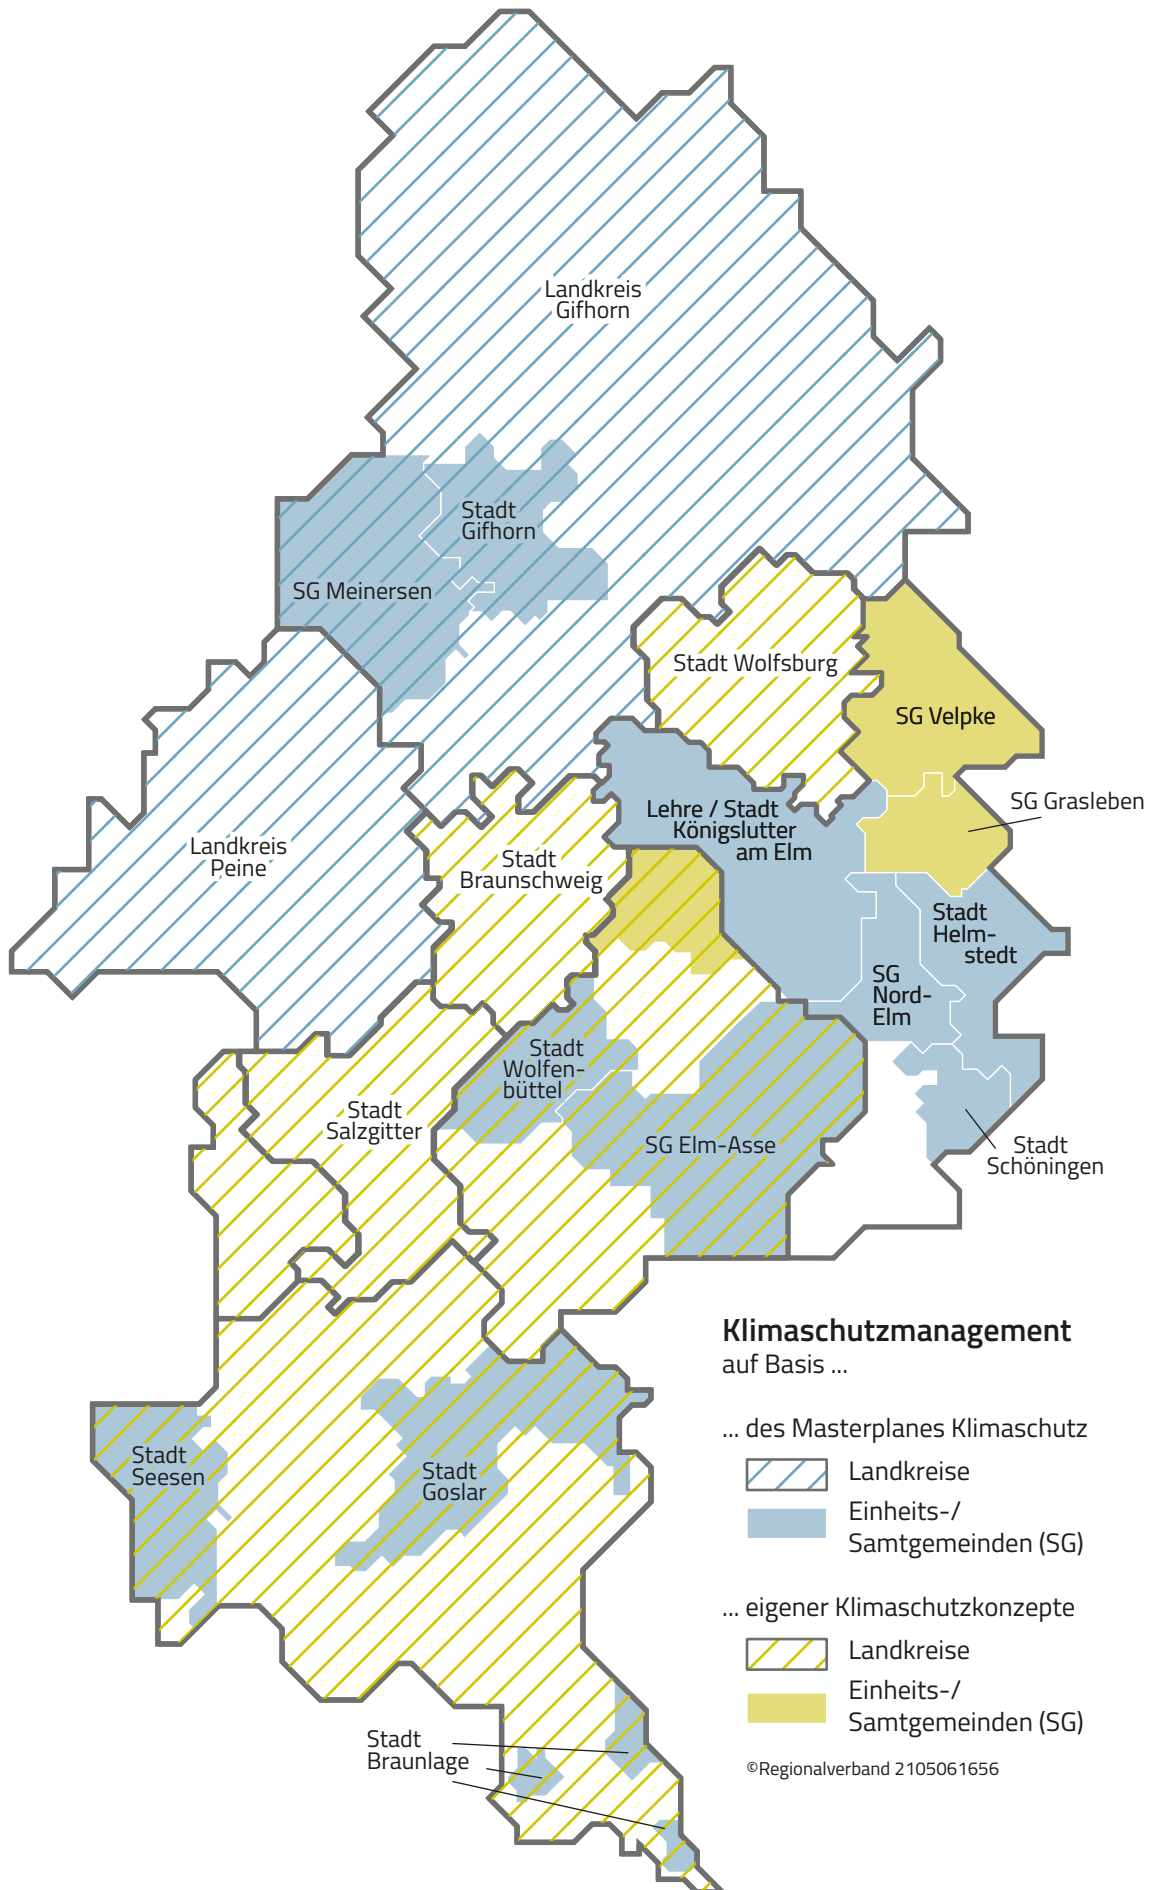 Landkreis
Gifhorn
Stadt
Gifhorn
SG Meinersen
Stadt Wolfsburg
SG Velpke
SG Grasleben
Lehre / Stadt
Königslutter
am Elm
Landkreis
Peine
Stadt
Braunschweig
Stadt
Helm-
stedt
SG
Nord-
Elm
Stadt
Wolfen-
büttel
Stadt
Salzgitter
SG Elm-Asse
Stadt
Schöningen
Stadt
Seesen
Stadt
Goslar
Stadt
Braunlage
Klimaschutzmanagement
auf Basis ...
... des Masterplanes Klimaschutz
Landkreise
Einheits-/
Samtgemeinden (SG)
... eigener Klimaschutzkonzepte
Landkreise
Einheits-/
Samtgemeinden (SG)
©Regionalverband 2105061656